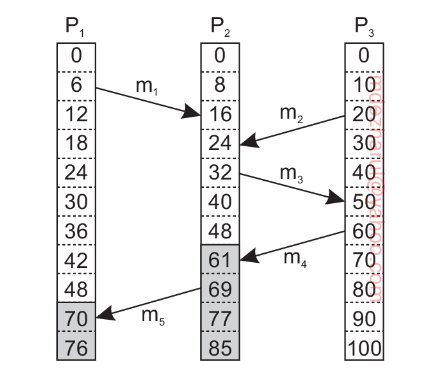 P1 P2 P3
0 0 0
6 m1 8 10
12 16 m2 20
18 24 30
24 32 m3 40
30 40 50
36 48 60
42 61 m4 70
48 69 80
70 m5 77 90
76 85 100